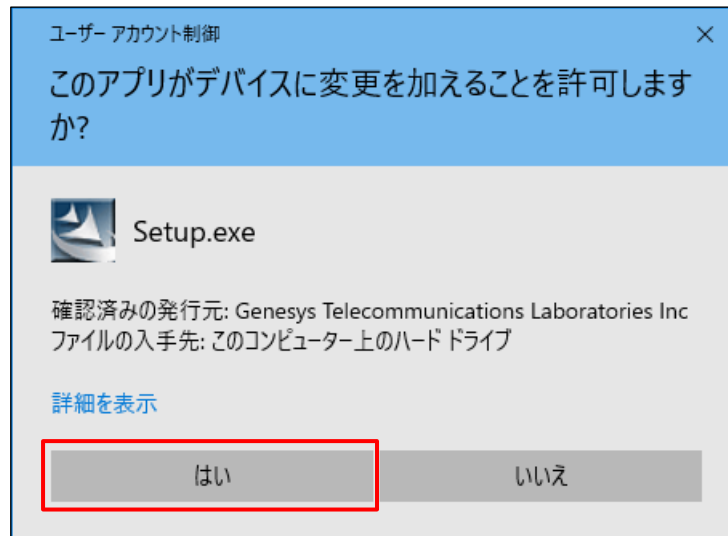 ユーザー アカウント制御
このアプリがデバイスに変更を加えることを許可します
か?
Setup.exe
確認済みの発行元: Genesys Telecommunications Laboratories Inc
ファイルの入手先: このコンピューター上のハード ドライブ
詳細を表示
はい
いいえ